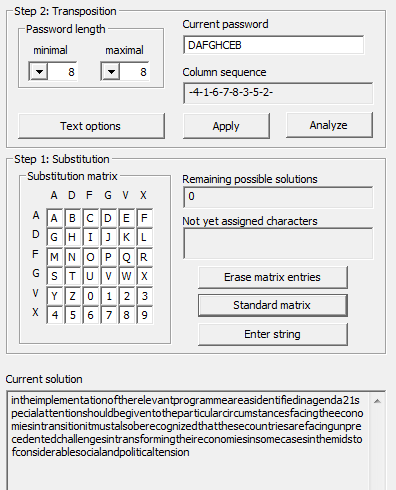 Step 2: Transposition
Password length
minimal maximal
8 8
Current password
DAFGHCEB
Column sequence
-4-1-6-7-8-3-5-2-
Text options Apply Analyze
Step 1: Substitution
Substitution matrix
A D F G V X
A A B C D E F
D G H I J K L
F M N O P Q R
G S T U V W X
V Y Z 0 1 2 3
X 4 5 6 7 8 9
Remaining possible solutions
0
Not yet assigned characters
Erase matrix entries
Standard matrix
Enter string
Current solution
intheimplementationoftherelevantprogrammeareasidentifiedinagenda21s
pecialattentionshouldbegiventotheparticularcircumstancesfacingtheecono
miesintransitionitmustalsoberecognizedthatthesecountriesarefacingunpre
cedentedchallengesintransformingtheireconomiesinsomecasesinthemidst
ofconsiderablesocialandpoliticaltension